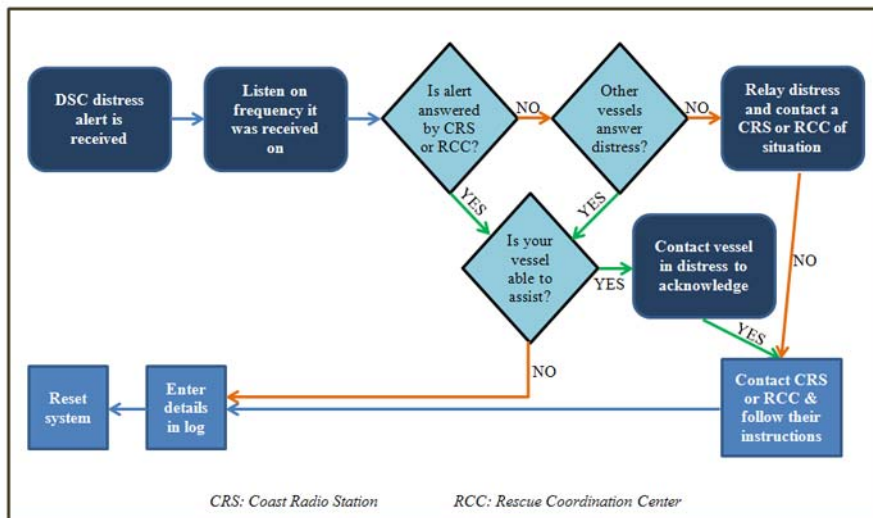 DSC distress
alert is
received
Listen on
frequency it
was received
on
Is alert
answered
by CRS
or RCC?
NO
Other
vessels
answer
distress?
NO
Relay distress
and contact a
CRS or RCC of
situation
YES
YES
NO
Is your
vessel
able to
assist?
YES
Contact vessel
in distress to
acknowledge
YES
NO
Contact CRS
or RCC &
follow their
instructions
Enter
details
in log
Reset
system
CRS: Coast Radio Station
RCC: Rescue Coordination Center